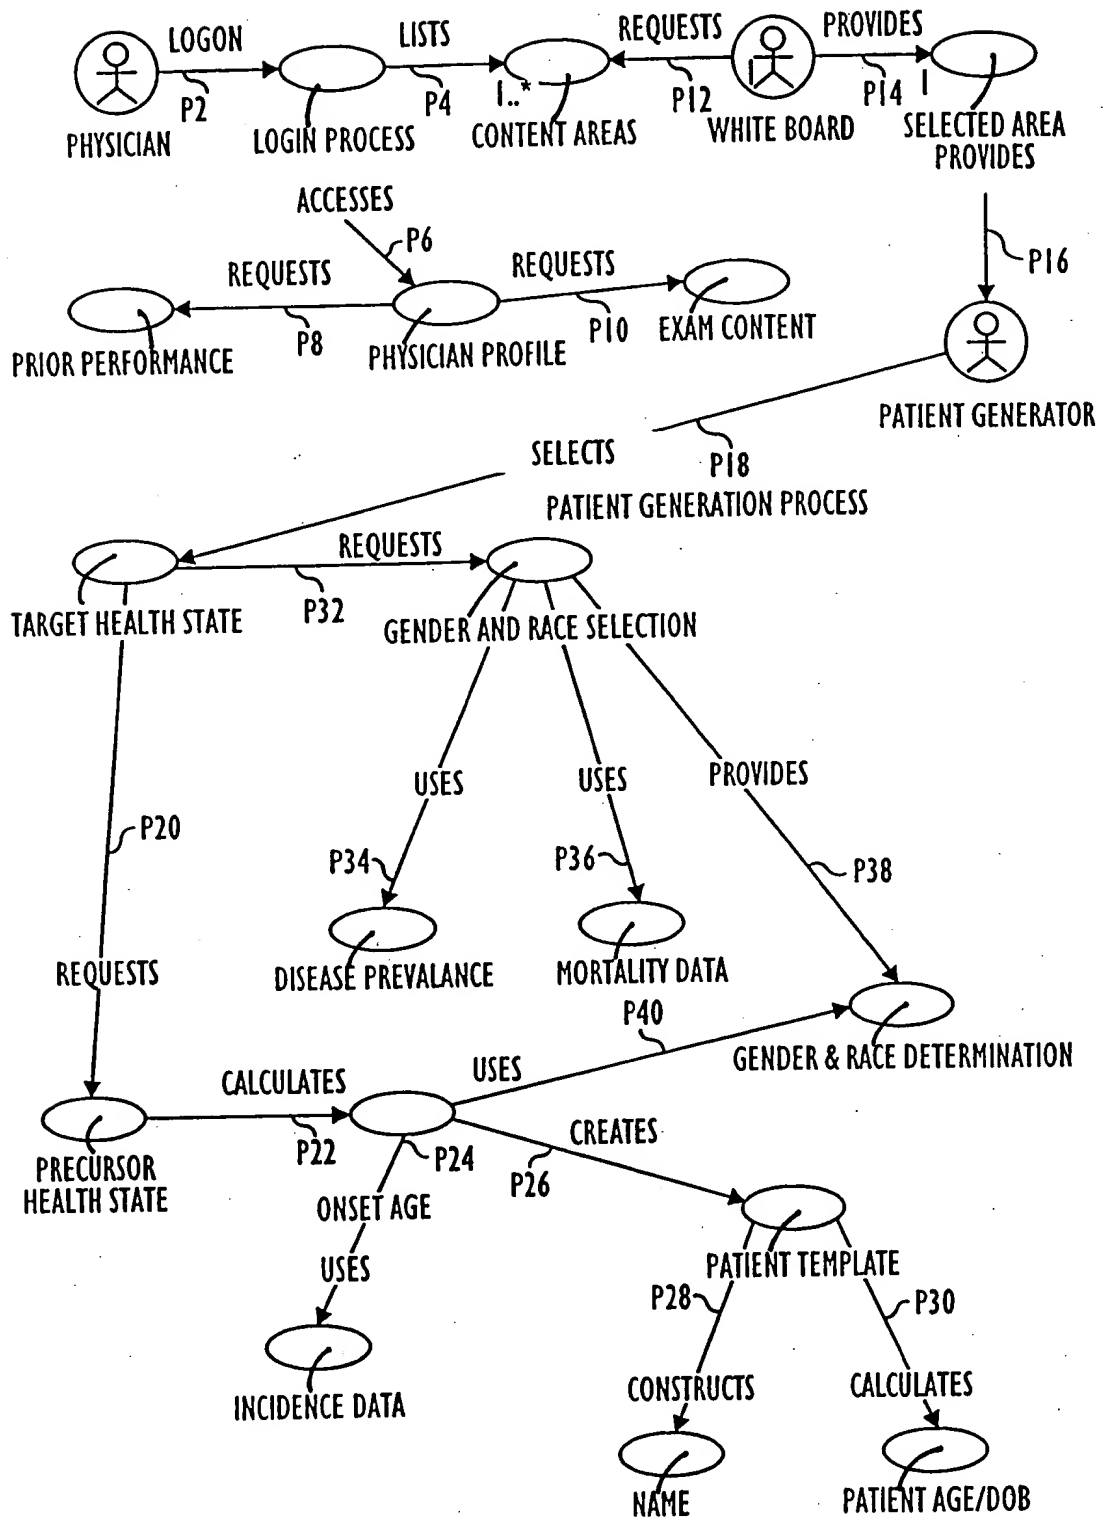 LOGON
LISTS
REQUESTS
PROVIDES
P2
P4
1..*
P12
P14
1
PHYSICIAN
LOGIN PROCESS
CONTENT AREAS
WHITE BOARD
SELECTED AREA
PROVIDES
ACCESSES
P6
P16
REQUESTS
REQUESTS
P8
P10
PRIOR PERFORMANCE
PHYSICIAN PROFILE
EXAM CONTENT
PATIENT GENERATOR
SELECTS
P18
PATIENT GENERATION PROCESS
REQUESTS
P32
TARGET HEALTH STATE
GENDER AND RACE SELECTION
USES
USES
PROVIDES
P20
P34
P36
P38
REQUESTS
DISEASE PREVALANCE
MORTALITY DATA
P40
GENDER & RACE DETERMINATION
USES
CALCULATES
CREATES
P22
P24
P26
PRECURSOR
HEALTH STATE
ONSET AGE
USES
PATIENT TEMPLATE
P28
P30
INCIDENCE DATA
CONSTRUCTS
CALCULATES
NAME
PATIENT AGE/DOB